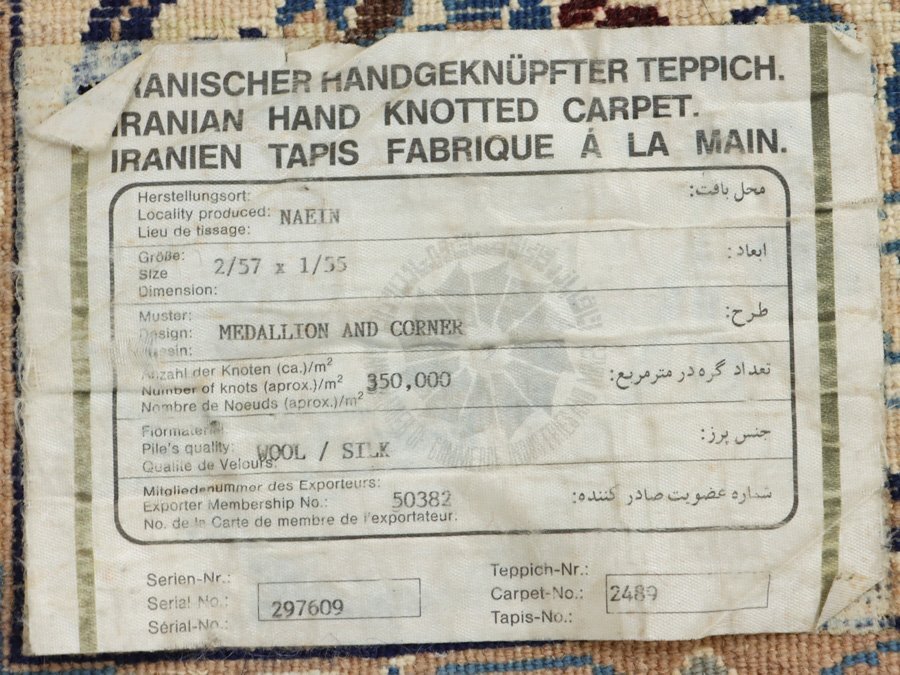 RANISCHER HANDGEKNÜPFTER TEPPICH.
IRANIAN HAND KNOTTED CARPET.
IRANIEN TAPIS FABRIQUE Á LA MAIN.
Herstellungsort:
محل بافت:
Locality produced: NAEIN
Lieu de tissage:
Größe:
ابعاد:
Size 2/57 x 1/55
Dimension:
Muster:
طرح:
Design: MEDALLION AND CORNER
Anzahl der Knoten (ca.)/m²
تعداد گره در مترمربع:
Number of knots (aprox.)/m² 350,000
Nombre de Noeuds (aprox.)/m²
جنس پرز:
Pile's quality: WOOL / SILK
Qualite de Velours:
Mitgliedenummer des Exporteurs:
شماره عضویت صادر کننده:
Exporter Membership No.: 50382
No. de la Carte de membre de l'exportateur.
Serien-Nr.:
Serial No.: 297609
Sérial-No.:
Teppich-Nr.:
Carpet-No.: 2489
Tapis-No.: